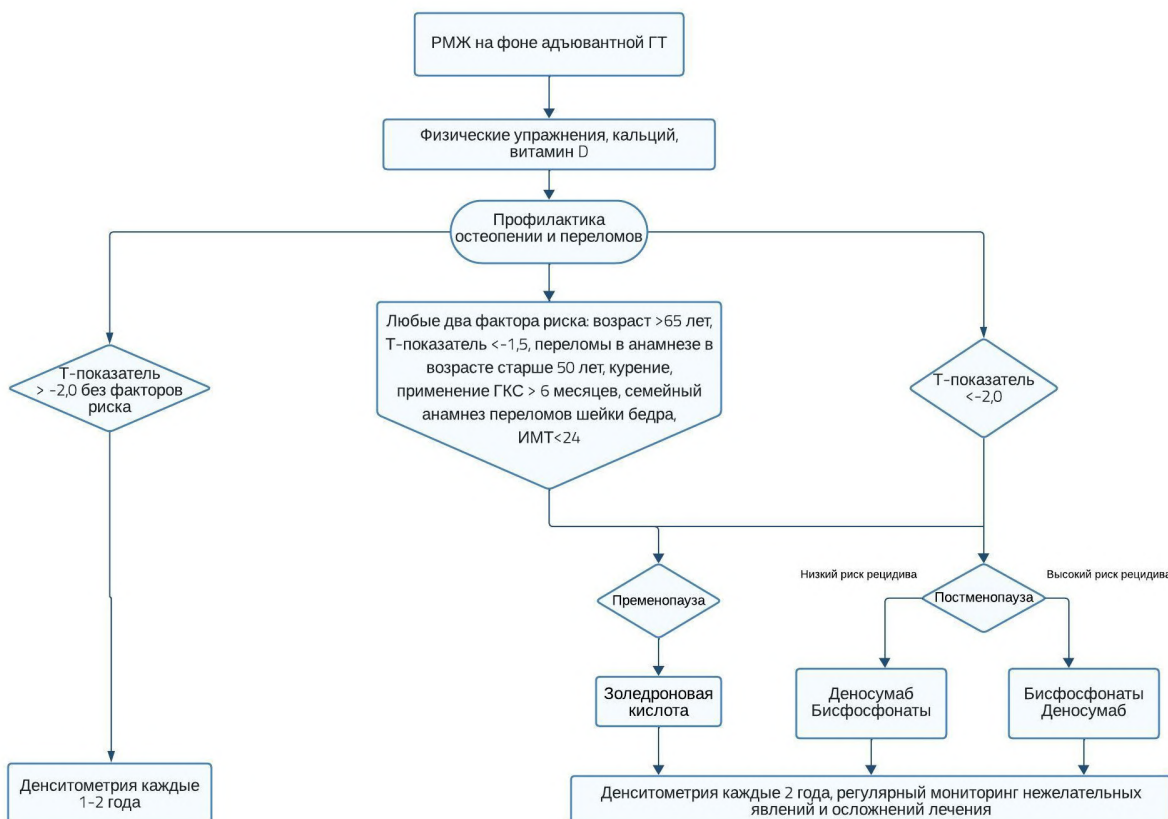 РМЖ на фоне адъювантной ГТ
Физические упражнения, кальций,
витамин D
Профилактика
остеопении и переломов
Т-показатель
> -2,0 без факторов
риска
Любые два фактора риска: возраст >65 лет,
Т-показатель <-1,5, переломы в анамнезе в
возрасте старше 50 лет, курение,
применение ГКС > 6 месяцев, семейный
анамнез переломов шейки бедра,
ИМТ<24
Т-показатель
<-2,0
Пременопауза
Низкий риск рецидива
Постменопауза
Высокий риск рецидива
Золедроновая
кислота
Деносумаб
Бисфосфонаты
Бисфосфонаты
Деносумаб
Денситометрия каждые
1-2 года
Денситометрия каждые 2 года, регулярный мониторинг нежелательных
явлений и осложнений лечения